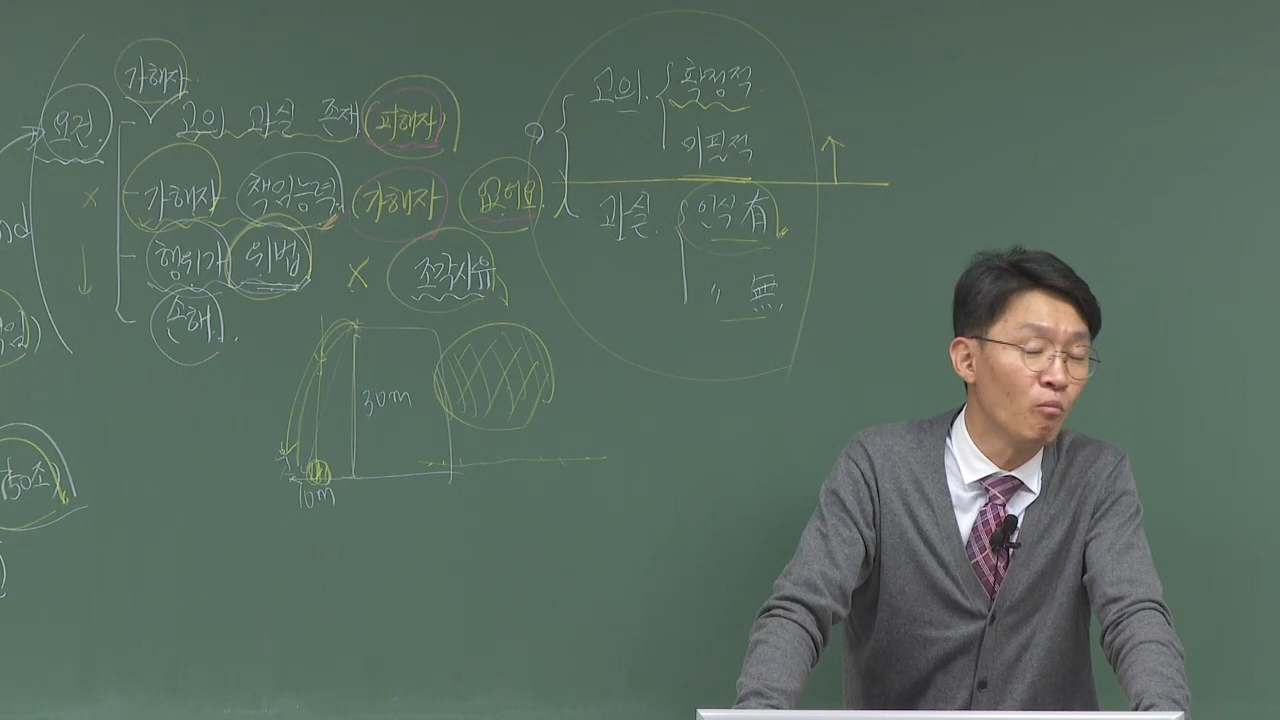 가해자
요건
고의 과실 존재 피해자
가해자 책임능력 가해자 없어요
행위가 위법 × 조각사유
손해
30m
10m
고의 확정적
미필적
과실 인식 有
〃 無
nd
750조)